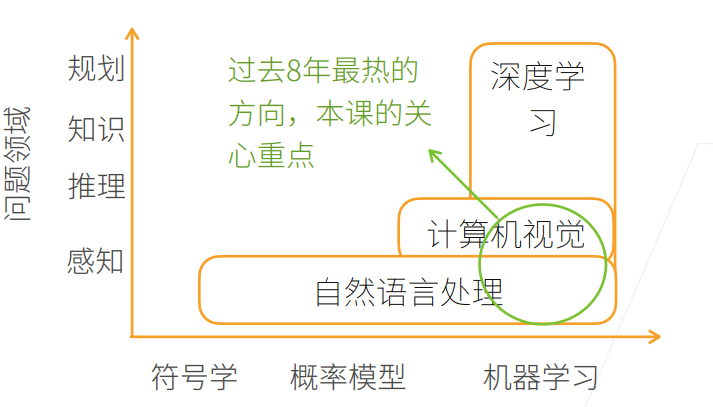 问题领域
规划
知识
推理
感知
过去8年最热的
方向，本课的关
心重点
深度学
习
计算机视觉
自然语言处理
符号学
概率模型
机器学习